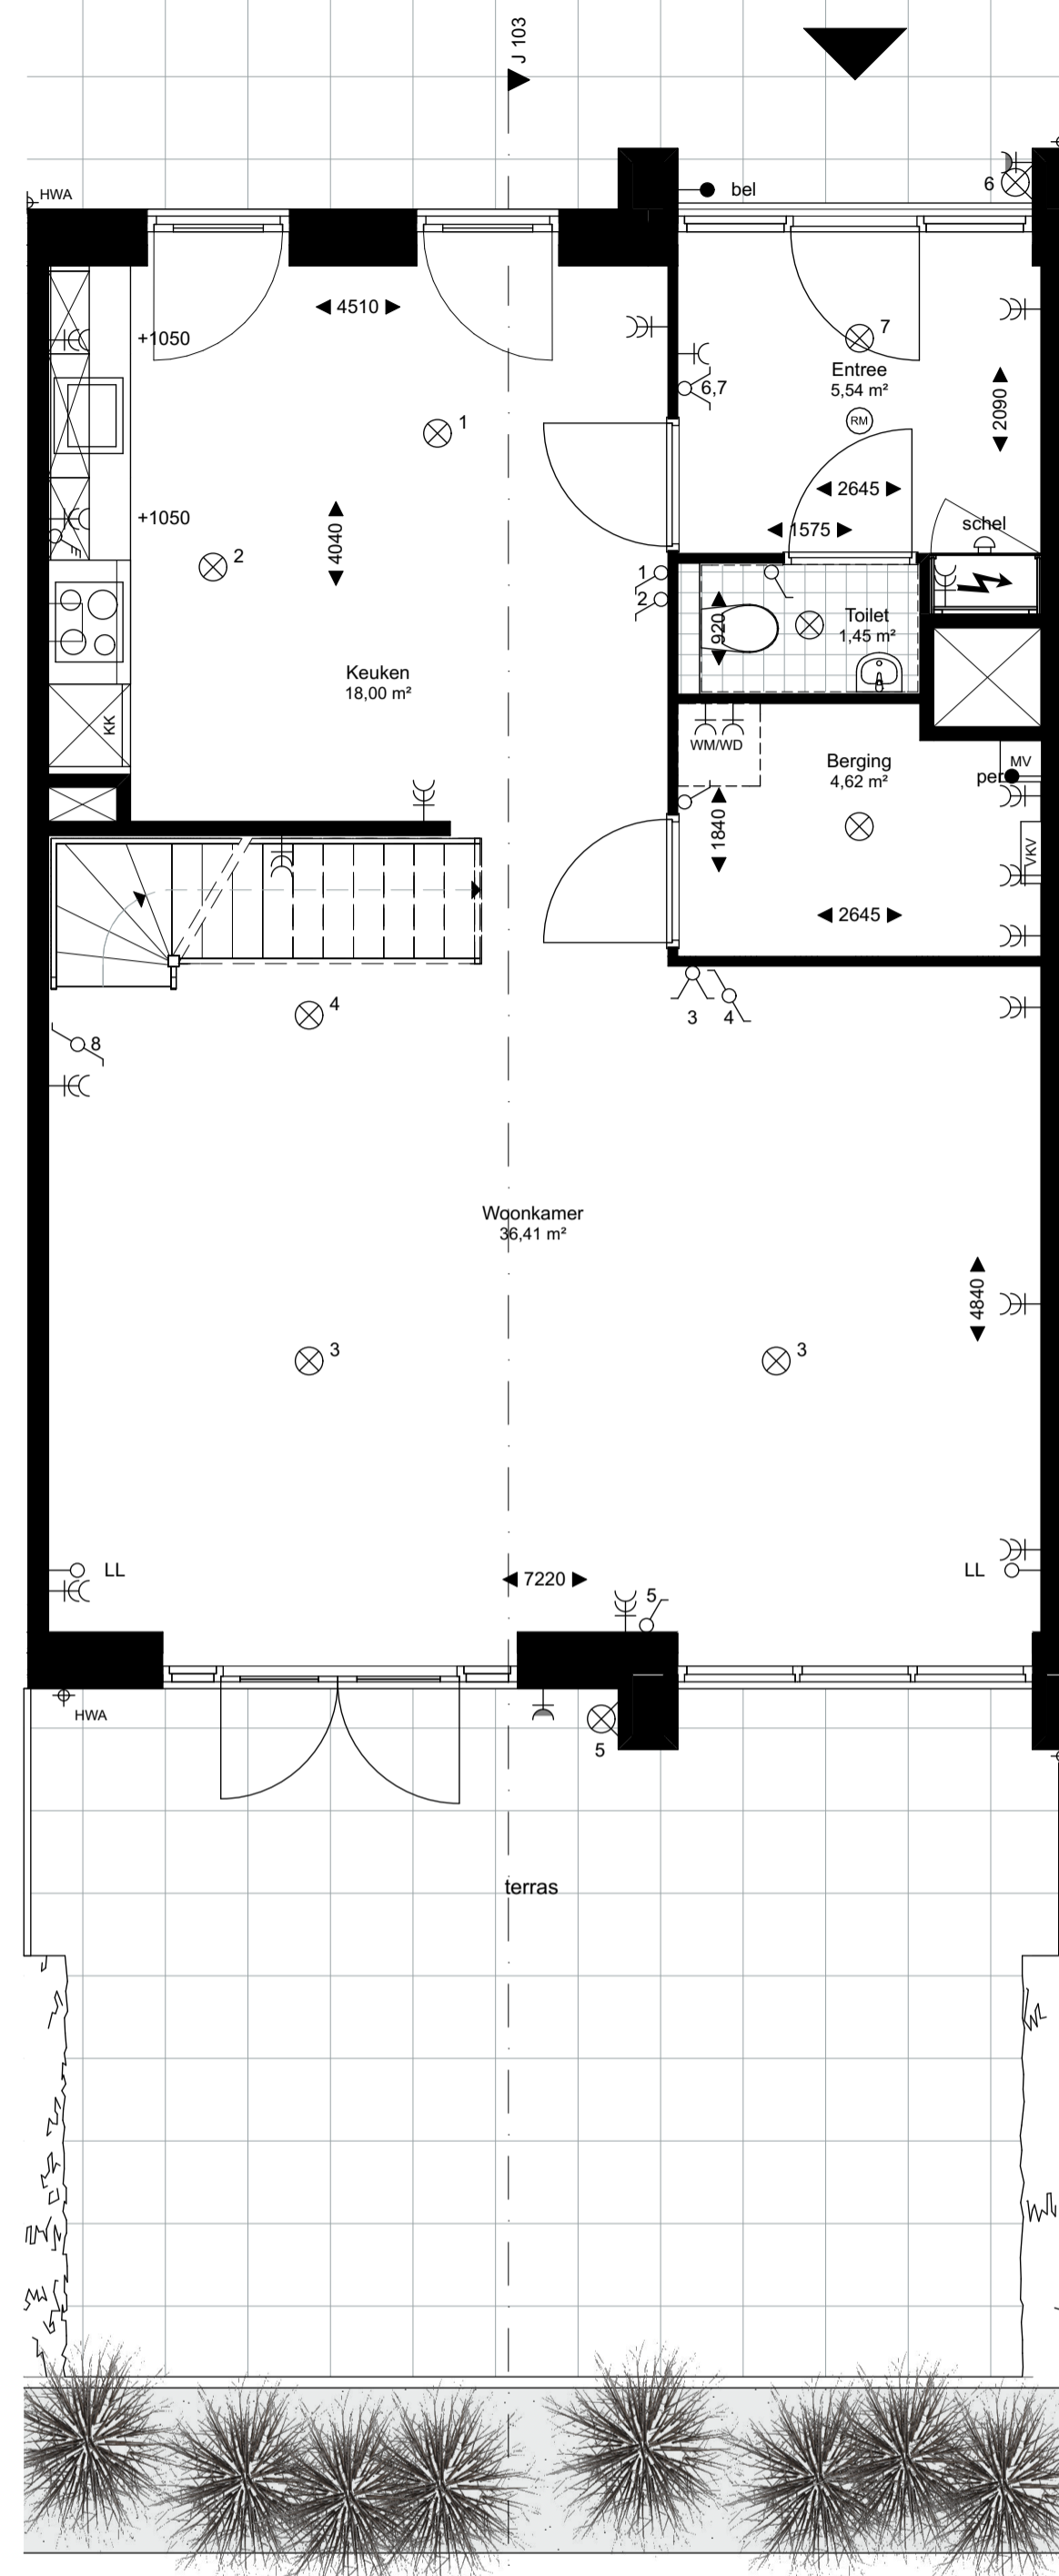 J 103
HWA
bel
6
4510
+1050
7
Entree
5,54 m²
6,7
RM
2090
1
2645
+1050
1575
schel
4040
2
1
2
920
Toilet
1,45 m²
Keuken
18,00 m²
KK
WM/WD
Berging
4,62 m²
MV
per
1840
VKV
2645
4
3
4
8
Woonkamer
36,41 m²
4840
3
3
LL
LL
7220
5
HWA
5
terras